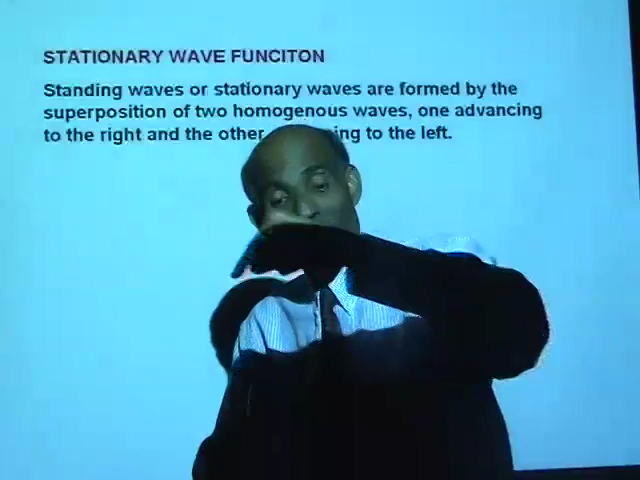 STATIONARY WAVE FUNCITON
Standing waves or stationary waves are formed by the
superposition of two homogenous waves, one advancing
to the right and the other to the left.